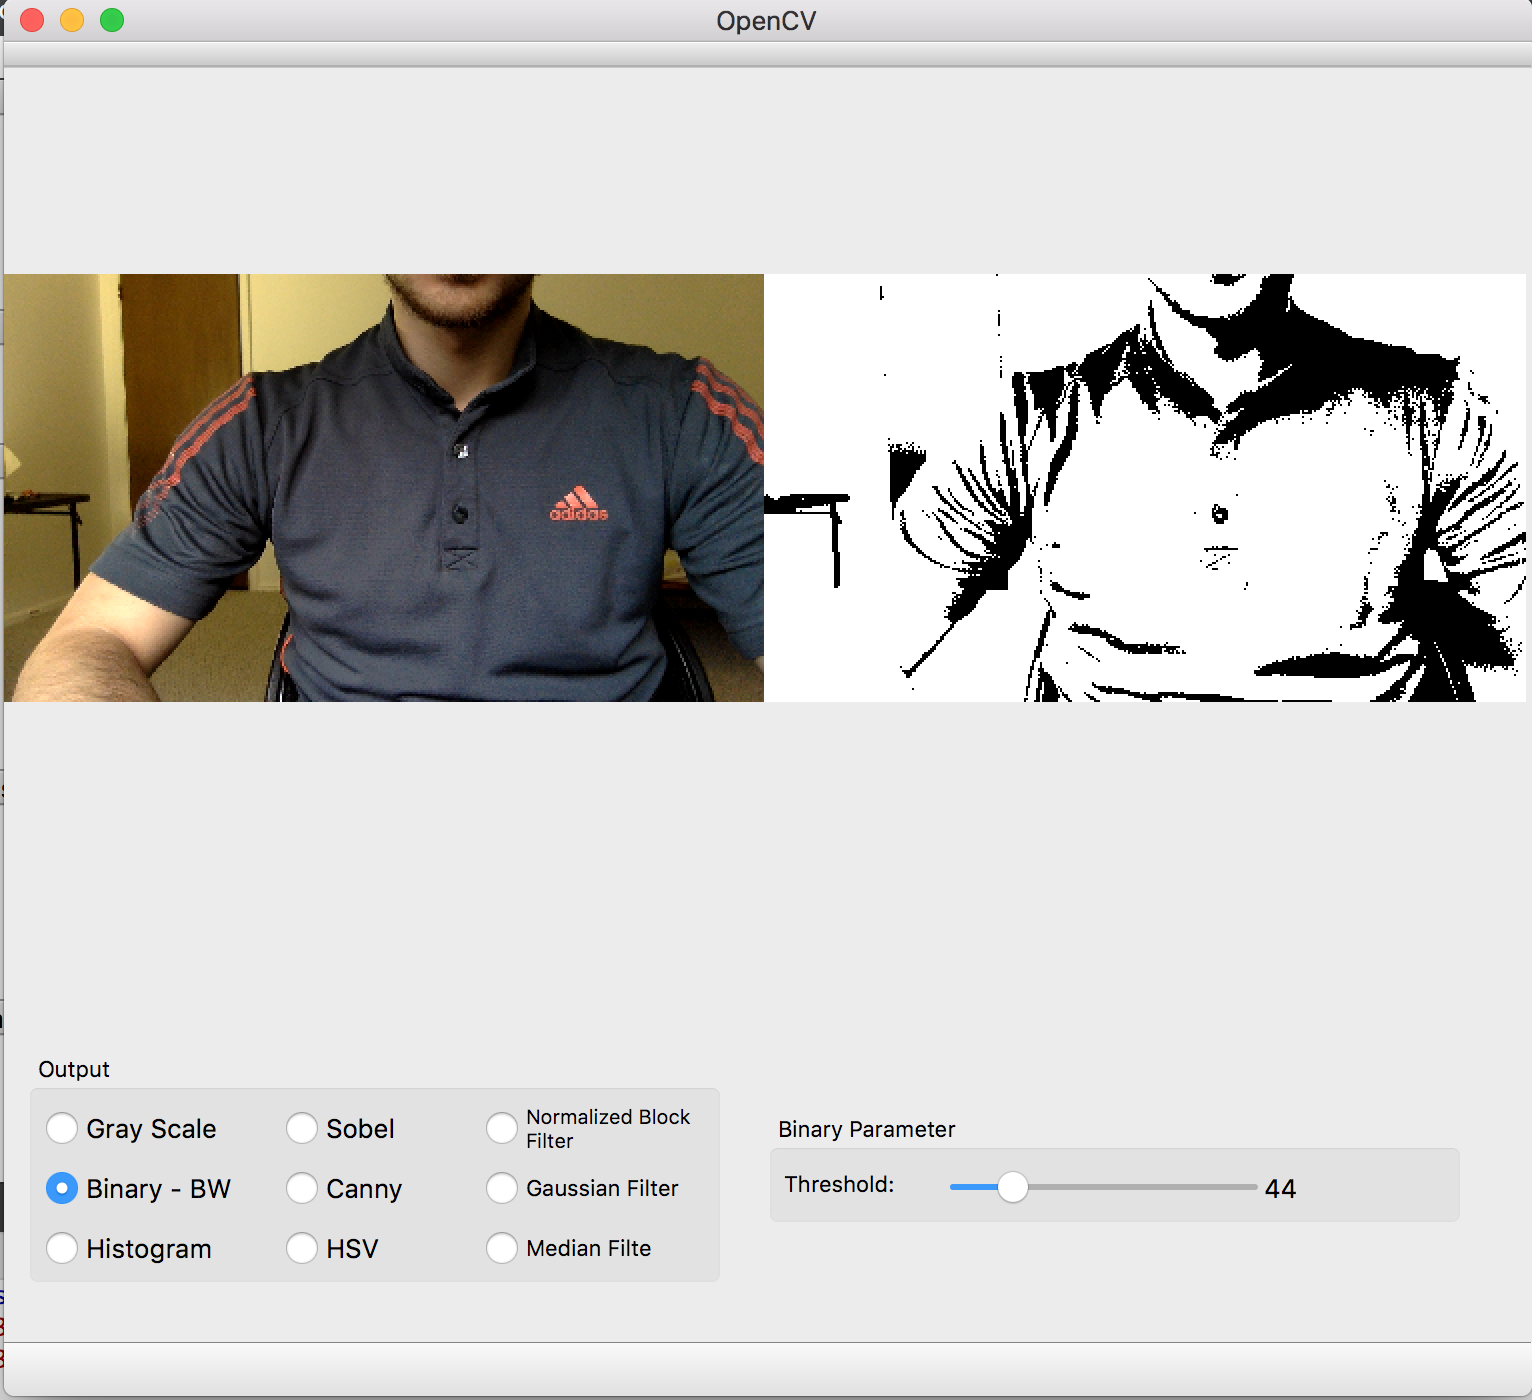 OpenCV
adidas
Output
Gray Scale
Sobel
Normalized Block
Filter
Binary - BW
Canny
Gaussian Filter
Histogram
HSV
Median Filte
Binary Parameter
Threshold:
44